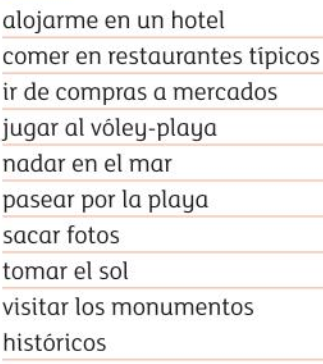 alojarme en un hotel
comer en restaurantes típicos
ir de compras a mercados
jugar al vóley-playa
nadar en el mar
pasear por la playa
sacar fotos
tomar el sol
visitar los monumentos
históricos